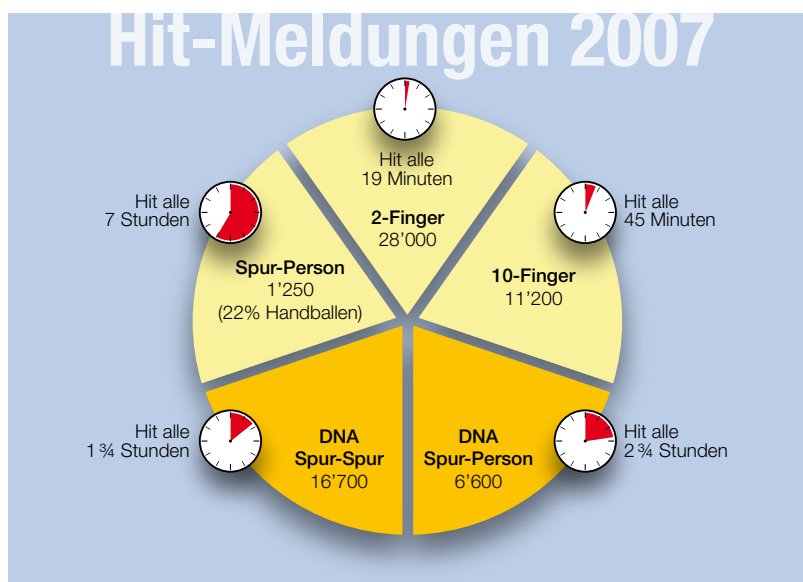 Hit-Meldungen 2007
Hit alle
19 Minuten
2-Finger
28’000
Hit alle
45 Minuten
10-Finger
11’200
Hit alle
7 Stunden
Spur-Person
1’250
(22% Handballen)
Hit alle
1 ¾ Stunden
DNA
Spur-Spur
16’700
DNA
Spur-Person
6’600
Hit alle
2 ¾ Stunden